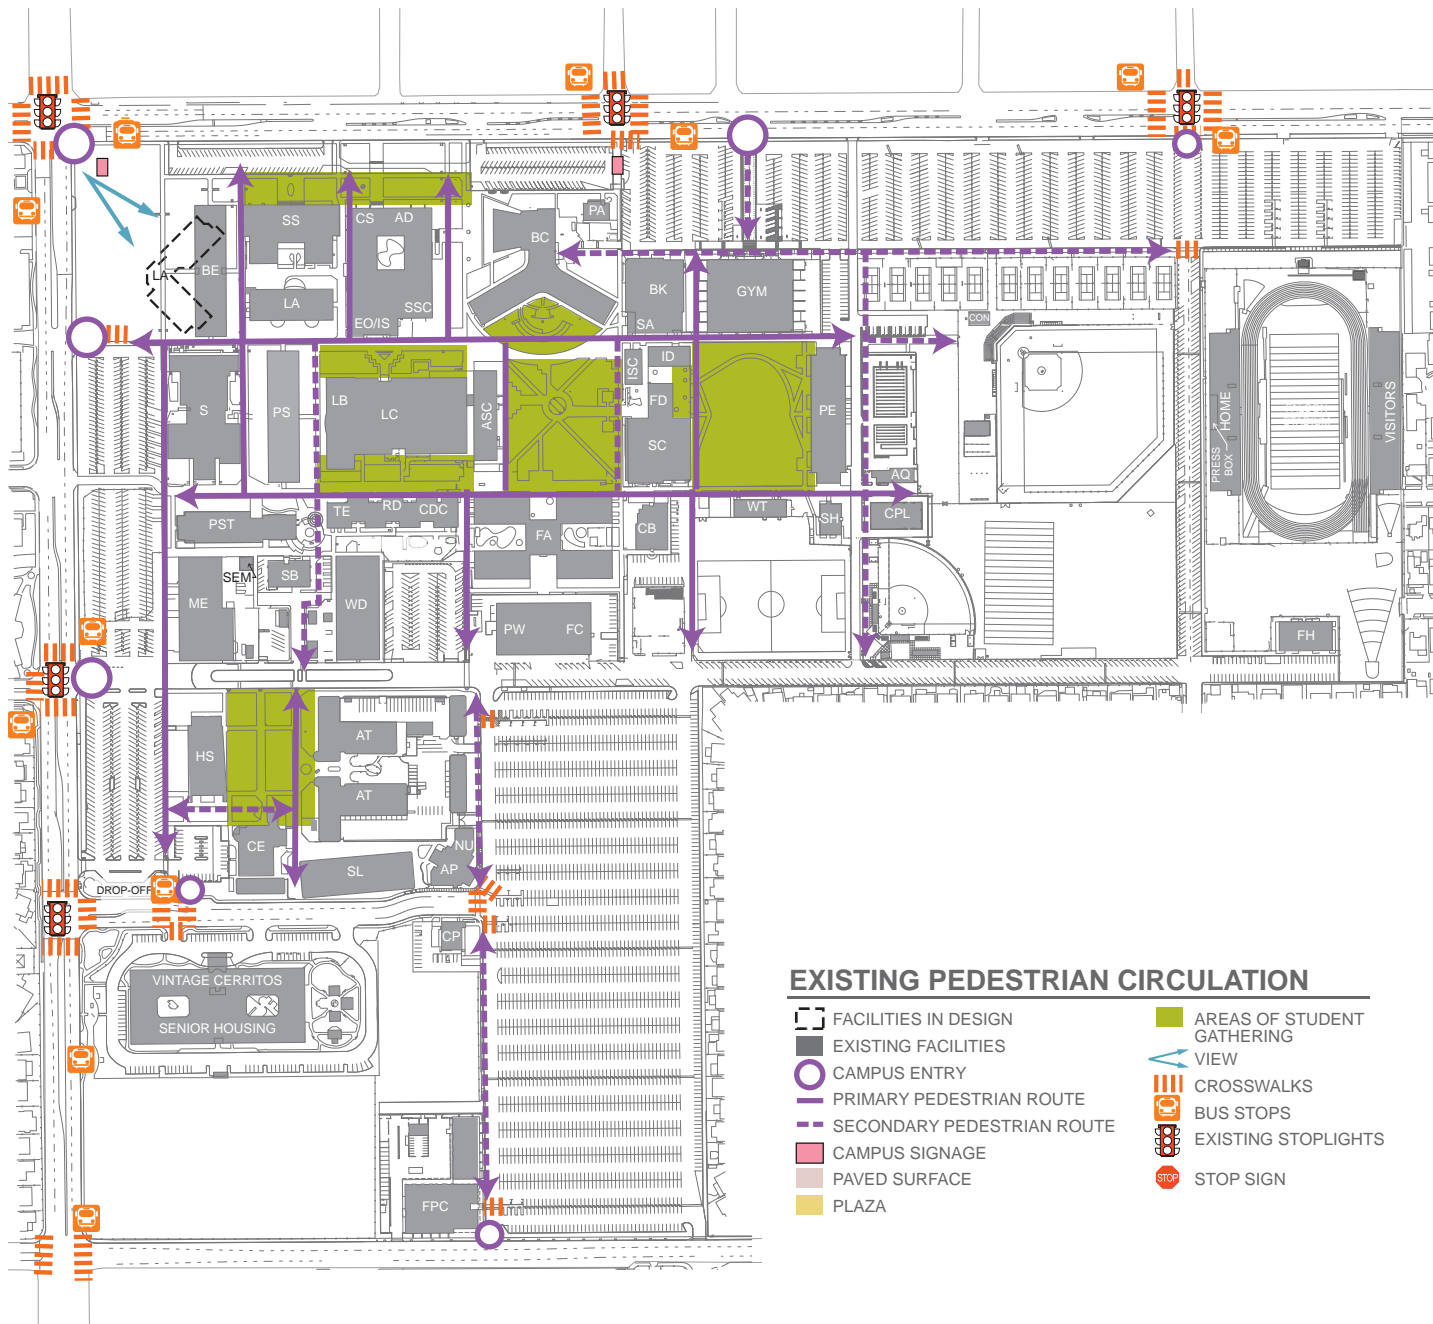 PA
SS
CS
AD
BC
BE
LA
LA
BK
GYM
SSC
EO/IS
SA
CON
ISC
ID
LB
LC
ASC
FD
S
PS
PE
SC
HOME
PRESS
BOX
VISITORS
AQ
TE
RD
CDC
WT
PST
FA
CB
SH
CPL
SEM
SB
ME
WD
PW
FC
FH
AT
HS
AT
CE
NU
SL
AP
DROP-OFF
CP
VINTAGE CERRITOS
SENIOR HOUSING
FPC
EXISTING PEDESTRIAN CIRCULATION
FACILITIES IN DESIGN
EXISTING FACILITIES
CAMPUS ENTRY
PRIMARY PEDESTRIAN ROUTE
SECONDARY PEDESTRIAN ROUTE
CAMPUS SIGNAGE
PAVED SURFACE
PLAZA
AREAS OF STUDENT
GATHERING
VIEW
CROSSWALKS
BUS STOPS
EXISTING STOPLIGHTS
STOP
STOP SIGN